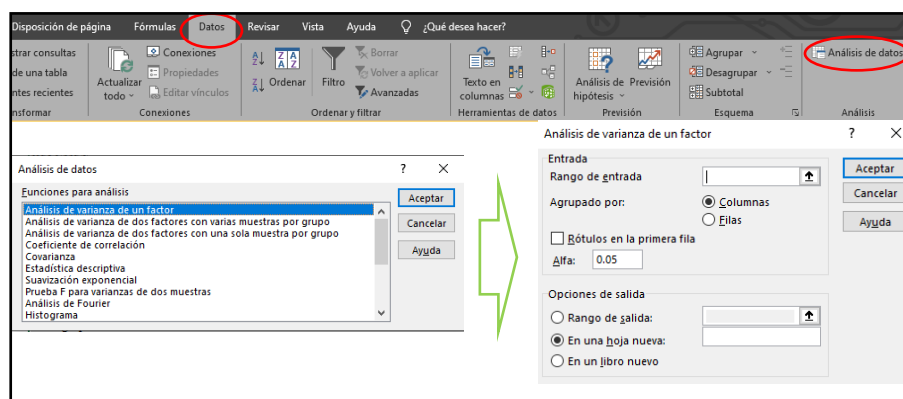 Disposición de página Fórmulas Datos Revisar Vista Ayuda ¿Qué desea hacer?
strar consultas
de una tabla
ntes recientes
nsformar
Actualizar
todo
Conexiones
Propiedades
Editar vínculos
Conexiones
Ordenar
Filtro
Borrar
Volver a aplicar
Avanzadas
Ordenar y filtrar
Texto en
columnas
Herramientas de datos
Análisis de
hipótesis
Previsión
Previsión
Agrupar
Desagrupar
Subtotal
Esquema
Análisis de datos
Análisis
Análisis de datos ?
Funciones para análisis
Análisis de varianza de un factor
Análisis de varianza de dos factores con varias muestras por grupo
Análisis de varianza de dos factores con una sola muestra por grupo
Coeficiente de correlación
Covarianza
Estadística descriptiva
Suavización exponencial
Prueba F para varianzas de dos muestras
Análisis de Fourier
Histograma
Aceptar
Cancelar
Ayuda
Análisis de varianza de un factor ?
Entrada
Rango de entrada
Agrupado por: Columnas
Filas
Rótulos en la primera fila
Alfa: 0.05
Aceptar
Cancelar
Ayuda
Opciones de salida
Rango de salida:
En una hoja nueva:
En un libro nuevo